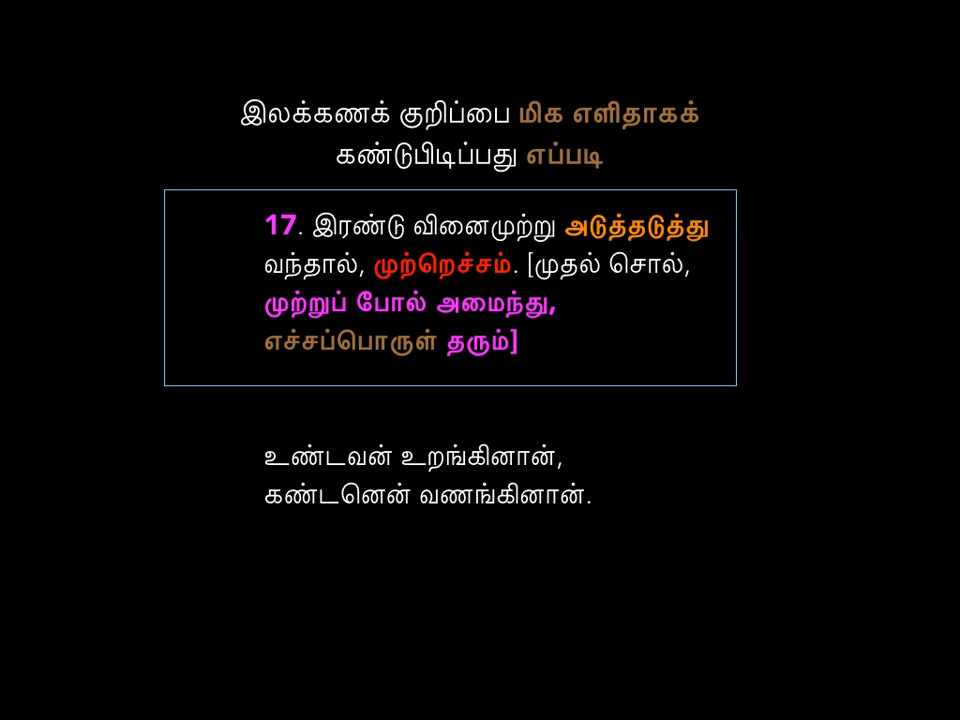 இலக்கணக் குறிப்பை மிக எளிதாகக்
கண்டுபிடிப்பது எப்படி
17. இரண்டு வினைமுற்று அடுத்தடுத்து
வந்தால், முற்றெச்சம். [முதல் சொல்,
முற்றுப் போல் அமைந்து,
எச்சப்பொருள் தரும்]
உண்டவன் உறங்கினான்,
கண்டனென் வணங்கினான்.